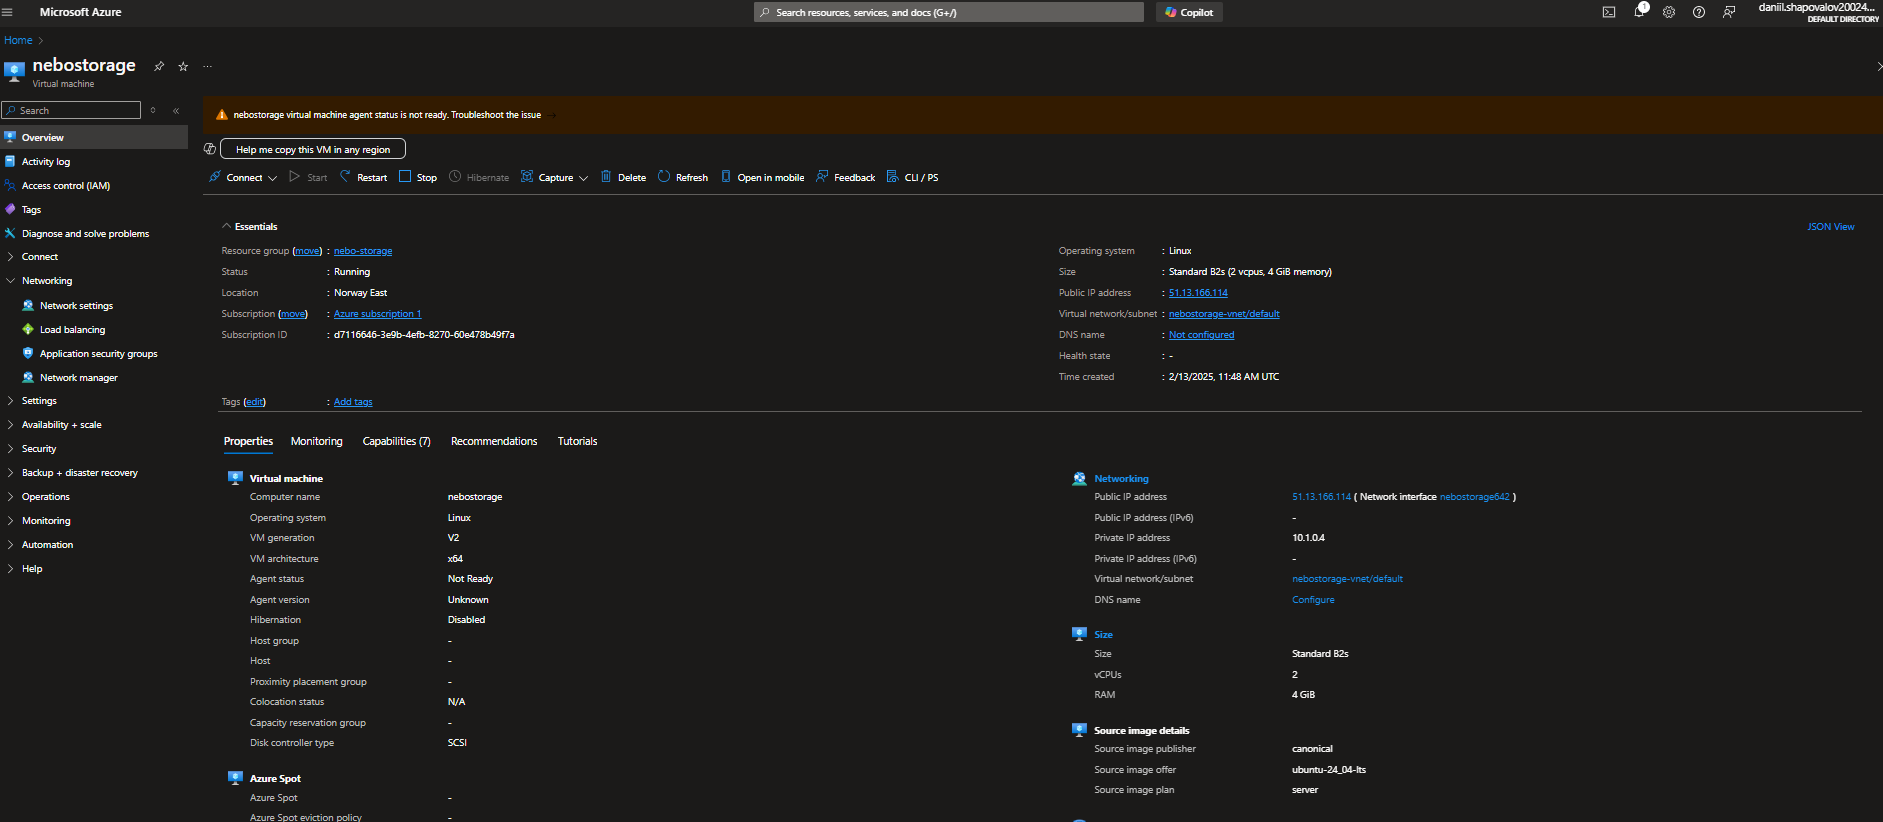 Microsoft Azure
Search resources, services, and docs (G+/)
Copilot
1
daniil.shapovalov20024...
DEFAULT DIRECTORY
Home
nebostorage
Virtual machine
Search
Overview
Activity log
Access control (IAM)
Tags
Diagnose and solve problems
Connect
Networking
Network settings
Load balancing
Application security groups
Network manager
Settings
Availability + scale
Security
Backup + disaster recovery
Operations
Monitoring
Automation
Help
nebostorage virtual machine agent status is not ready. Troubleshoot the issue →
Help me copy this VM in any region
Connect Start Restart Stop Hibernate Capture Delete Refresh Open in mobile Feedback CLI / PS
Essentials
JSON View
Resource group (move) : nebo-storage
Status : Running
Location : Norway East
Subscription (move) : Azure subscription 1
Subscription ID : d7116646-3e9b-4efb-8270-60e478b49f7a
Operating system : Linux
Size : Standard B2s (2 vcpus, 4 GiB memory)
Public IP address : 51.13.166.114
Virtual network/subnet : nebostorage-vnet/default
DNS name : Not configured
Health state : -
Time created : 2/13/2025, 11:48 AM UTC
Tags (edit) : Add tags
Properties Monitoring Capabilities (7) Recommendations Tutorials
Virtual machine
Computer name nebostorage
Operating system Linux
VM generation V2
VM architecture x64
Agent status Not Ready
Agent version Unknown
Hibernation Disabled
Host group -
Host -
Proximity placement group -
Colocation status N/A
Capacity reservation group -
Disk controller type SCSI
Azure Spot
Azure Spot -
Azure Spot eviction policy -
Networking
Public IP address 51.13.166.114 ( Network interface nebostorage642 )
Public IP address (IPv6) -
Private IP address 10.1.0.4
Private IP address (IPv6) -
Virtual network/subnet nebostorage-vnet/default
DNS name Configure
Size
Size Standard B2s
vCPUs 2
RAM 4 GiB
Source image details
Source image publisher canonical
Source image offer ubuntu-24_04-lts
Source image plan server